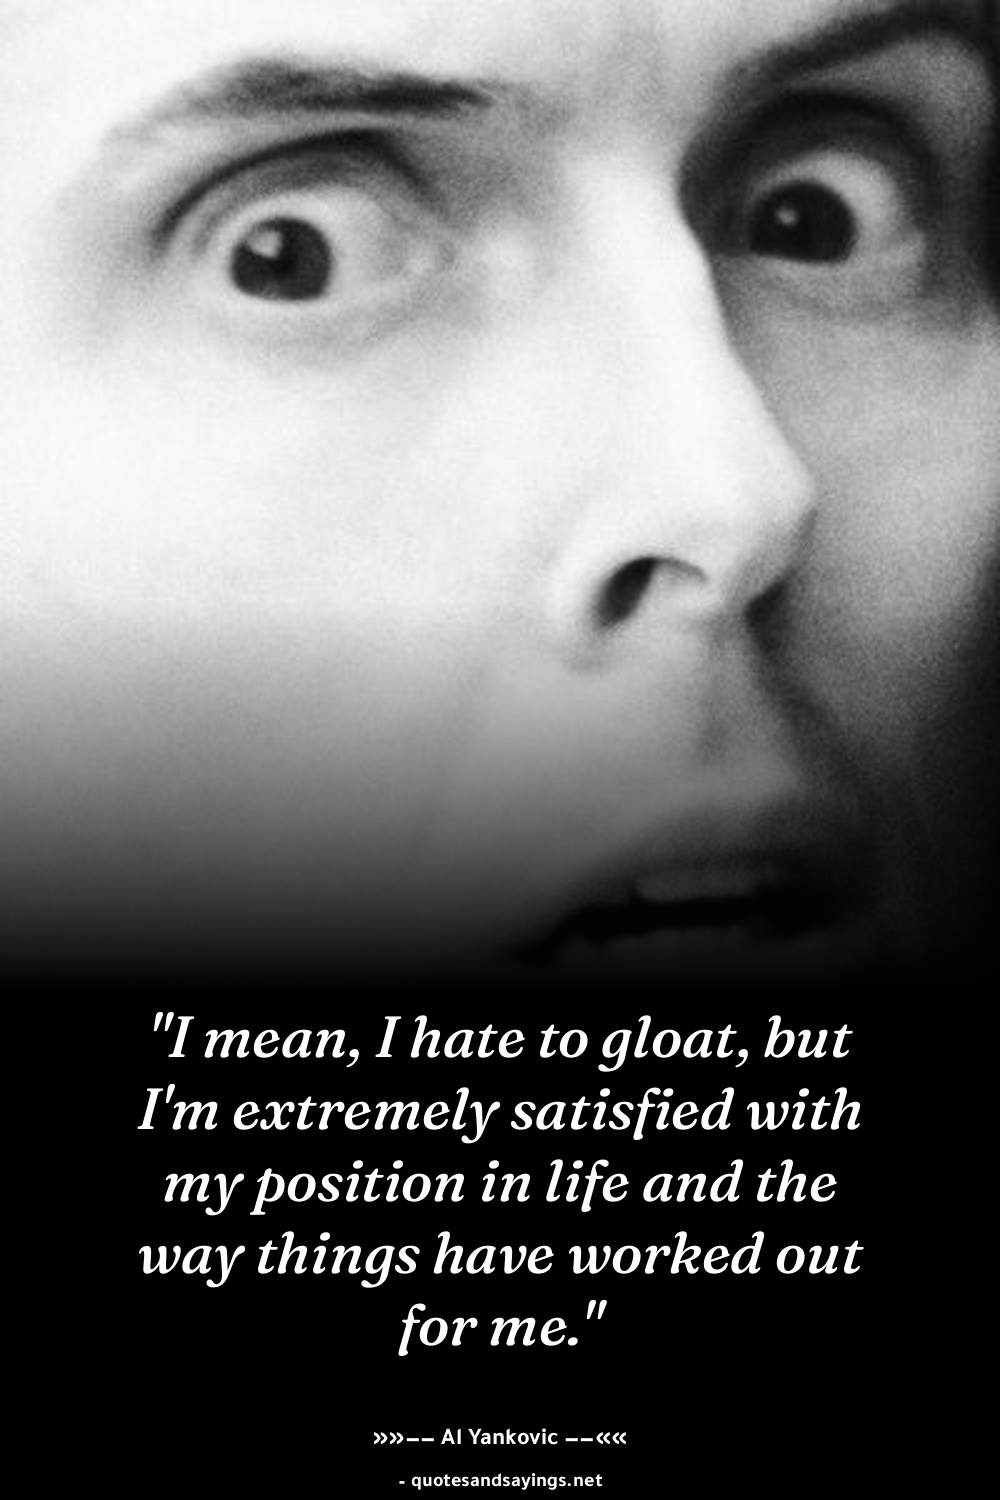 "I mean, I hate to gloat, but
I'm extremely satisfied with
my position in life and the
way things have worked out
for me."
»»–– Al Yankovic ––««
- quotesandsayings.net